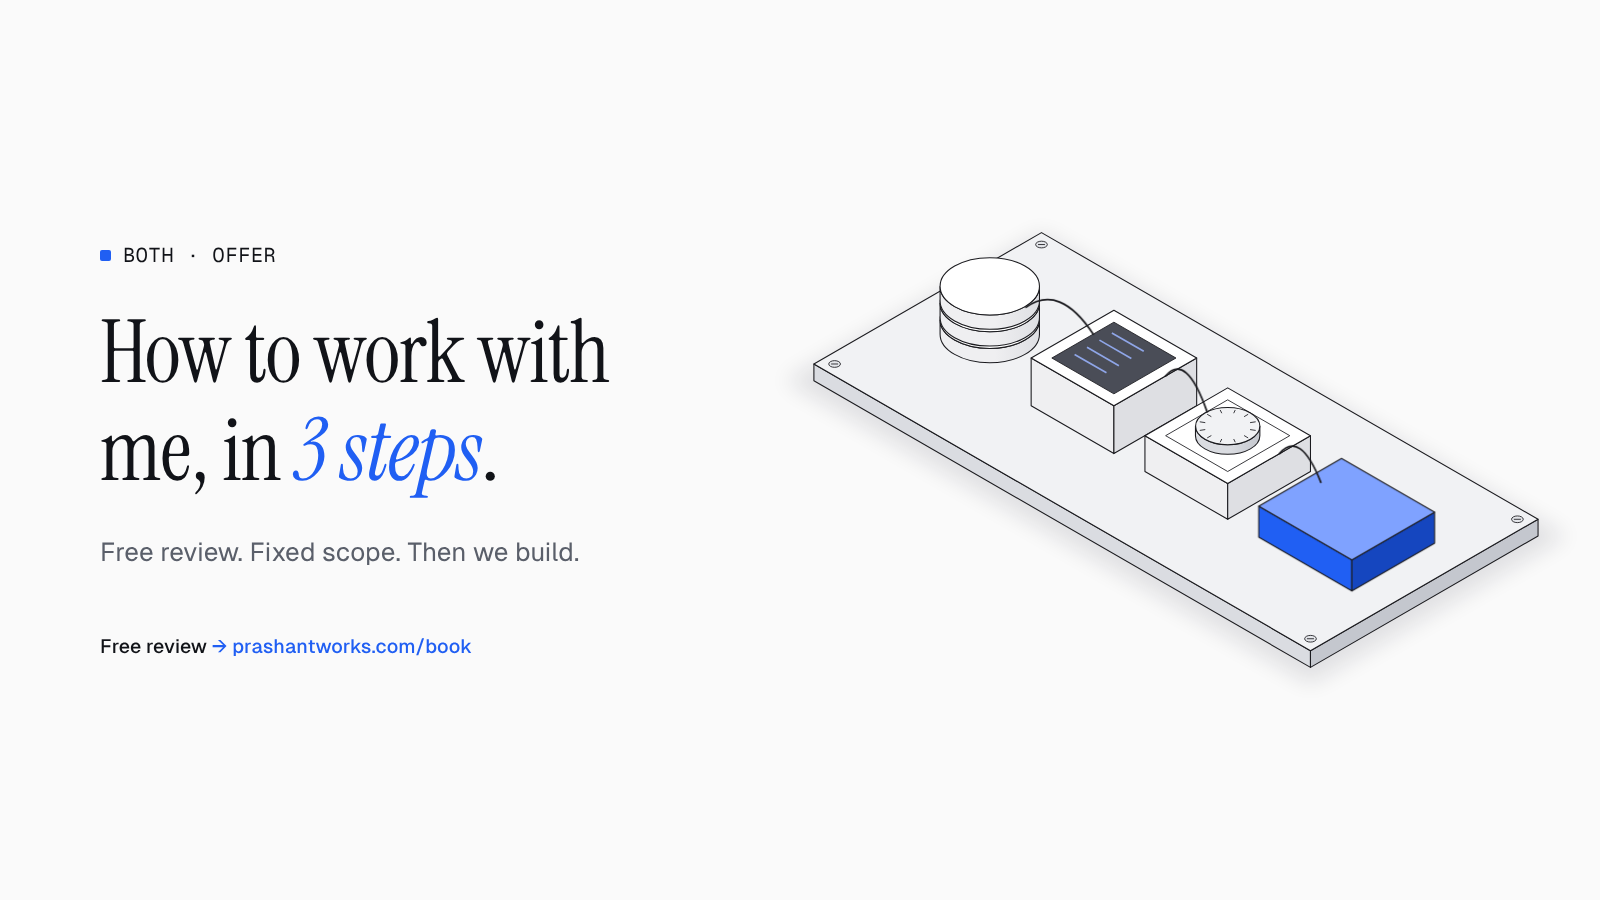 BOTH · OFFER
How to work with
me, in 3 steps.
Free review. Fixed scope. Then we build.
Free review → prashantworks.com/book